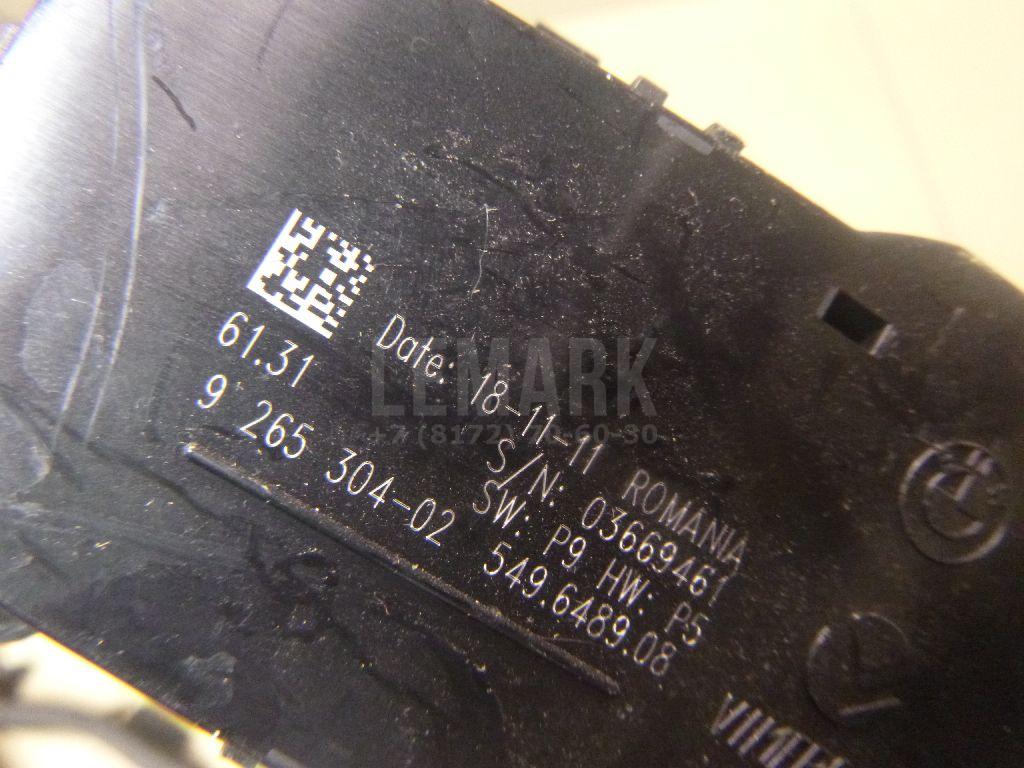 Date: 18-11-11 ROMANIA
S/N: 03669461
61.31
SW: P9 HW: P5
9 265 304-02 549.6489.08
LEMARK
+7 (8172) 70-60-30